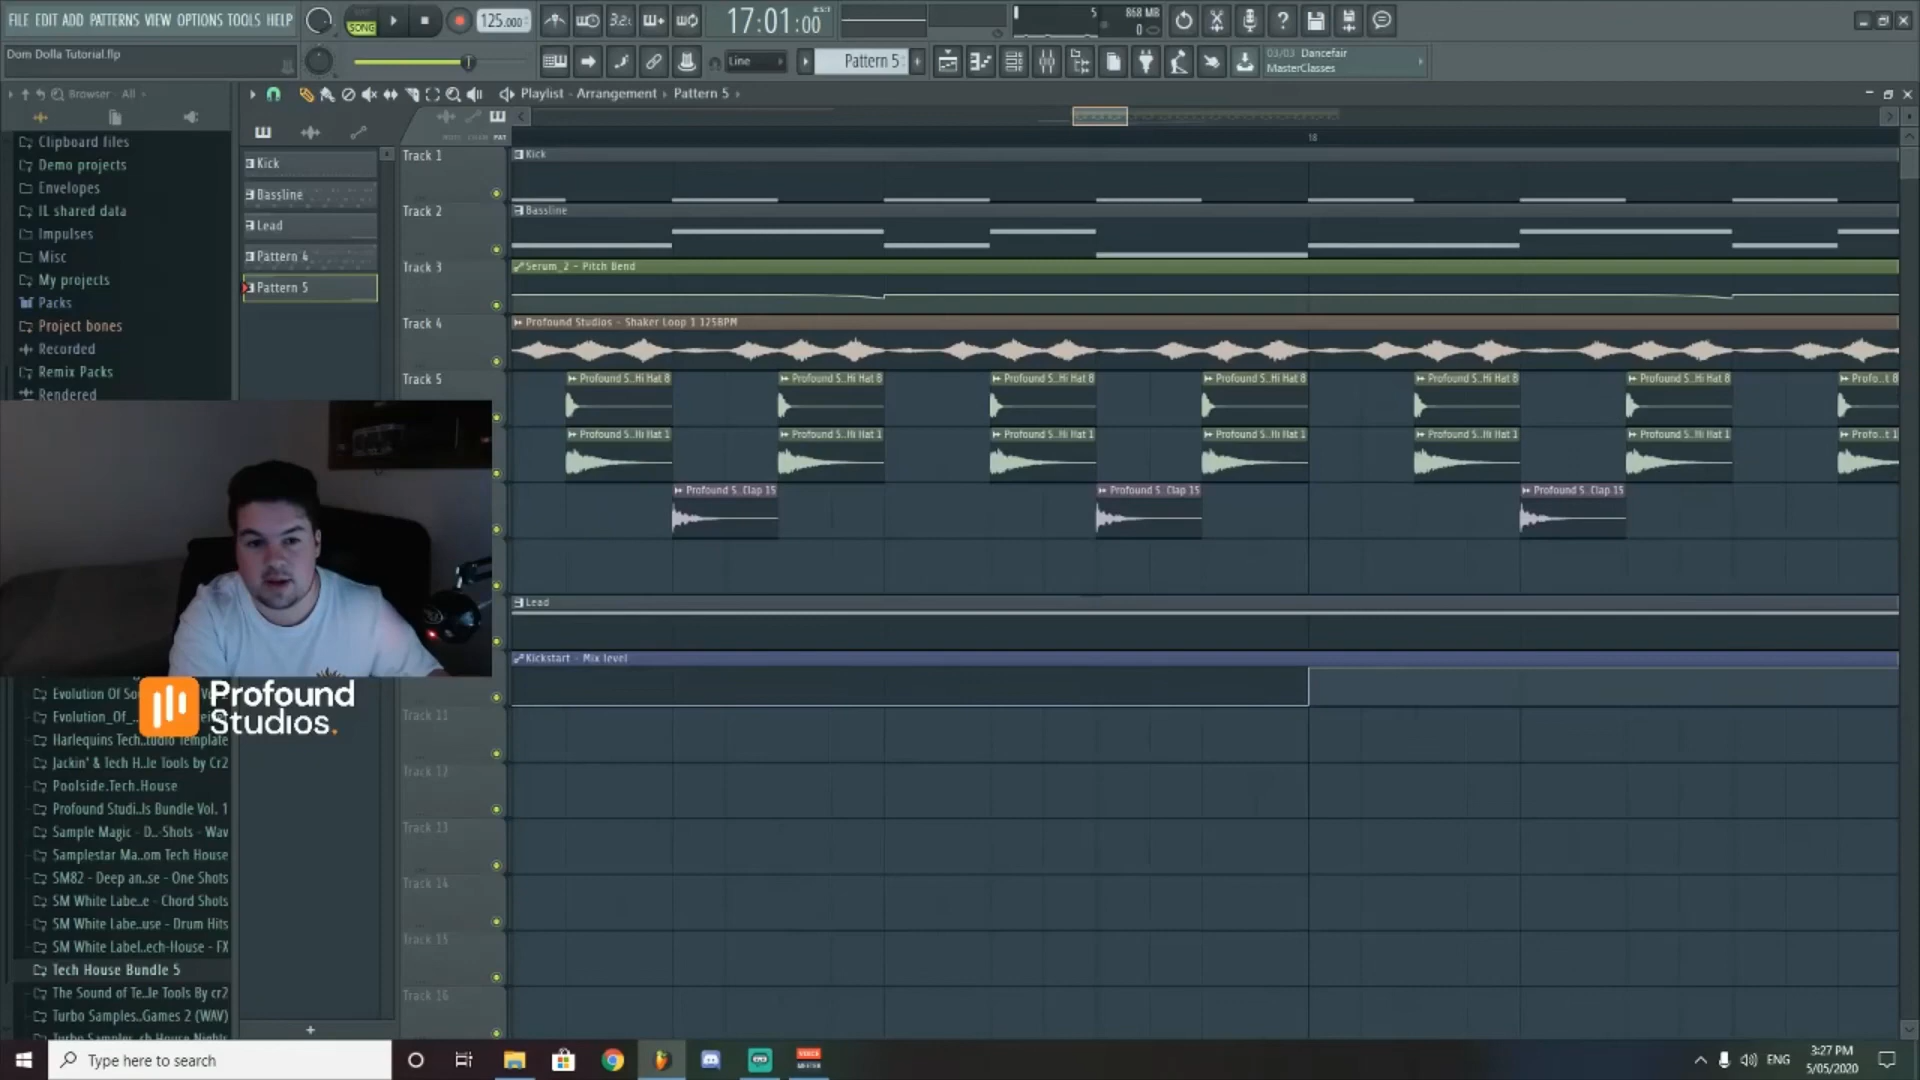 FILE EDIT ADD PATTERNS VIEW OPTIONS TOOLS HELP
SONG
125.000
3.2.
17:01:00
B:S:T
5
868 MB
0
Dom Dolla Tutorial.flp
Line
Pattern 5
03/03 Dancefair
MasterClasses
Browser - All
Playlist - Arrangement
Pattern 5
Clipboard files
Demo projects
Envelopes
IL shared data
Impulses
Misc
My projects
Packs
Project bones
Recorded
Remix Packs
Rendered
Kick
Bassline
Lead
Pattern 4
Pattern 5
18
Track 1
Kick
Track 2
Bassline
Track 3
Serum_2 - Pitch Bend
Track 4
Profound Studios - Shaker Loop 1 125BPM
Track 5
Profound S..Hi Hat 8
Profound S..Hi Hat 8
Profound S..Hi Hat 8
Profound S..Hi Hat 8
Profound S..Hi Hat 8
Profound S..Hi Hat 8
Profo..t 8
Profound S..Hi Hat 1
Profound S..Hi Hat 1
Profound S..Hi Hat 1
Profound S..Hi Hat 1
Profound S..Hi Hat 1
Profound S..Hi Hat 1
Profo..t 1
Profound S..Clap 15
Profound S..Clap 15
Profound S..Clap 15
Lead
Kickstart - Mix level
Track 11
Track 12
Track 13
Track 14
Track 15
Track 16
Profound
Studios.
Harlequins Tech..tudio Template
Jackin' & Tech H..le Tools by Cr2
Poolside.Tech.House
Profound Studi..ls Bundle Vol. 1
Sample Magic - D..-Shots - Wav
Samplestar Ma..om Tech House
SM82 - Deep an..se - One Shots
SM White Labe..e - Chord Shots
SM White Labe..use - Drum Hits
SM White Label..ech-House - FX
Tech House Bundle 5
The Sound of Te..le Tools By cr2
Turbo Samples..Games 2 (WAV)
Type here to search
ENG
3:27 PM
5/05/2020